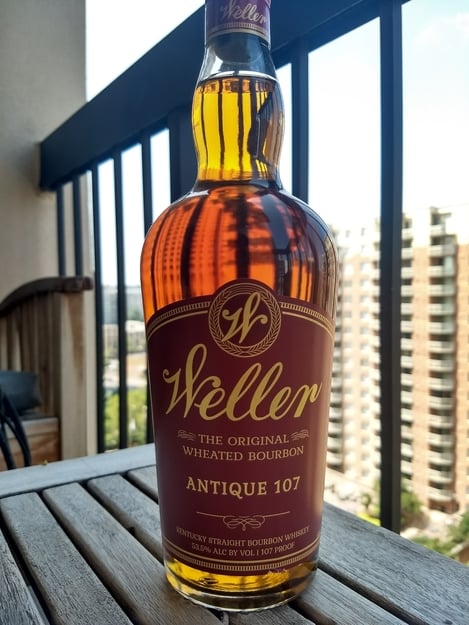 Weller
W
Weller
THE ORIGINAL
WHEATED BOURBON
ANTIQUE 107
KENTUCKY STRAIGHT BOURBON WHISKEY
53.5% ALC BY VOL | 107 PROOF